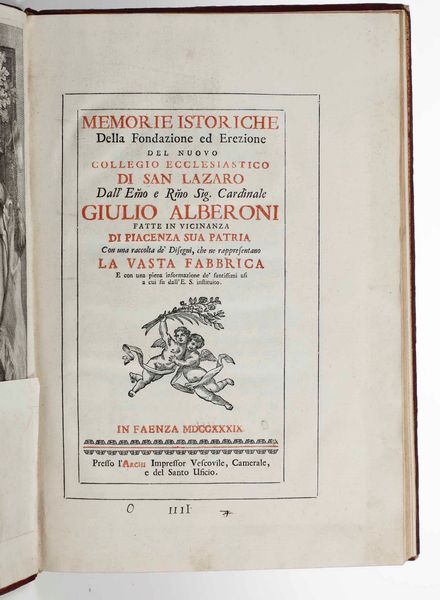 MEMORIE ISTORICHE
Della Fondazione ed Erezione
DEL NUOVO
COLLEGIO ECCLESIASTICO
DI SAN LAZARO
Dall' Em̃o e Rm̃o Sig. Cardinale
GIULIO ALBERONI
FATTE IN VICINANZA
DI PIACENZA SUA PATRIA
Con una raccolta de' Disegni, che ne rappresentano
LA VASTA FABBRICA
E con una piena informazione de' santissimi usi
a cui fu dall' E. S. instituito.
IN FAENZA MDCCXXXIX
Presso l'Archi Impressor Vescovile, Camerale,
e del Santo Uficio.
O IIII